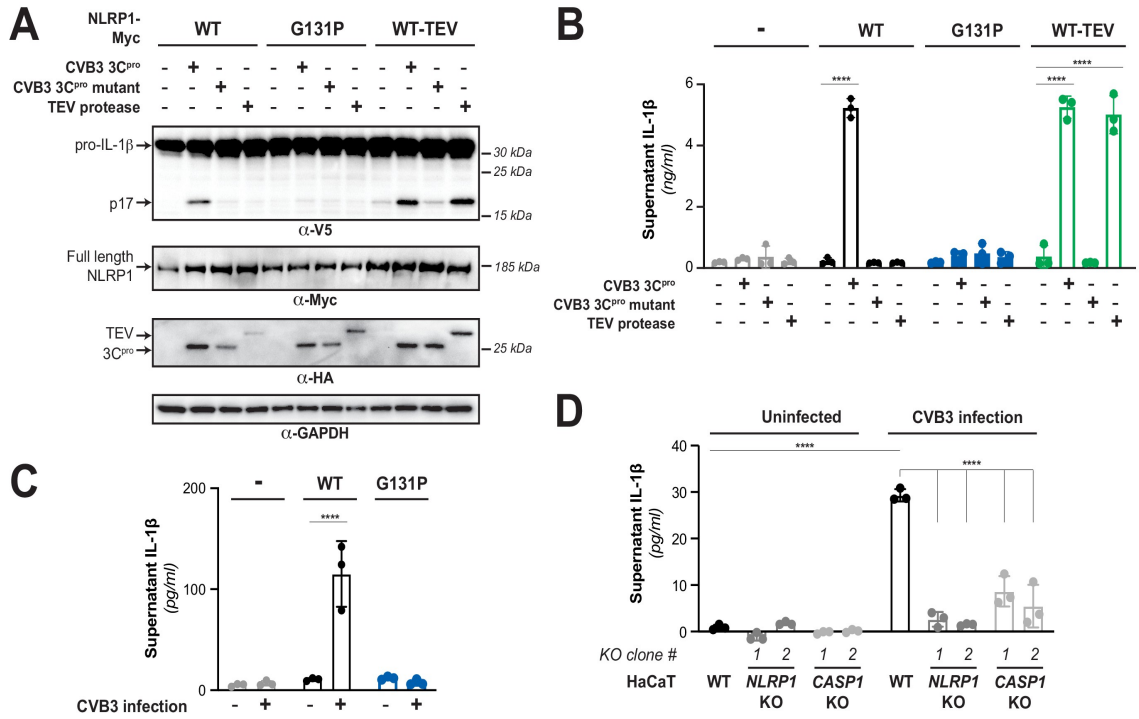 A
NLRP1-
Myc
WT G131P WT-TEV
CVB3 3Cpro - + - - - + - - - + - -
CVB3 3Cpro mutant - - + - - - + - - - + -
TEV protease - - - + - - - + - - - +
pro-IL-1β
30 kDa
25 kDa
p17
15 kDa
α-V5
Full length
NLRP1
185 kDa
α-Myc
TEV
3Cpro
25 kDa
α-HA
α-GAPDH
B
- WT G131P WT-TEV
****
**** ****
Supernatant IL-1β
(ng/ml)
6
4
2
0
CVB3 3Cpro - + - - - + - - - + - - - + - -
CVB3 3Cpro mutant - - + - - - + - - - + - - - + -
TEV protease - - - + - - - + - - - + - - - +
C
- WT G131P
****
Supernatant IL-1β
(pg/ml)
200
100
0
CVB3 infection - + - + - +
D
Uninfected CVB3 infection
****
****
Supernatant IL-1β
(pg/ml)
40
30
20
10
0
KO clone # 1 2 1 2 1 2 1 2
HaCaT WT NLRP1 CASP1 WT NLRP1 CASP1
KO KO KO KO